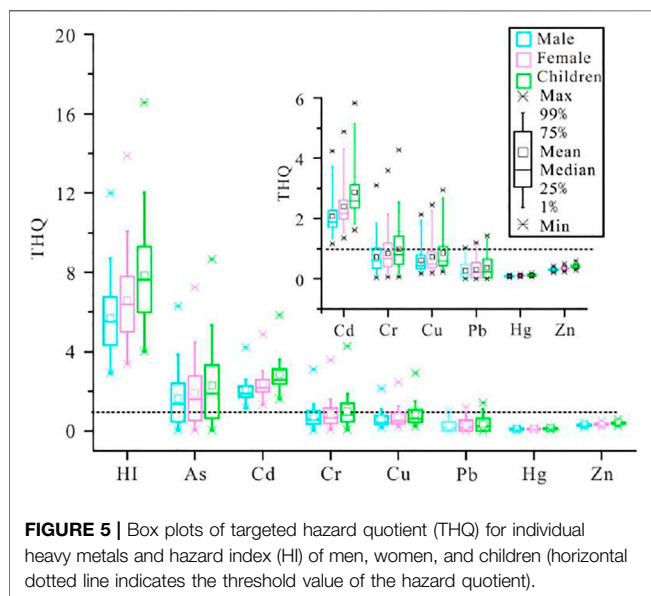 20
16
12
8
4
0
THQ
HI As Cd Cr Cu Pb Hg Zn
6
4
2
0
THQ
Cd Cr Cu Pb Hg Zn
Male
Female
Children
Max
99%
75%
Mean
Median
25%
1%
Min
FIGURE 5 | Box plots of targeted hazard quotient (THQ) for individual
heavy metals and hazard index (HI) of men, women, and children (horizontal
dotted line indicates the threshold value of the hazard quotient).